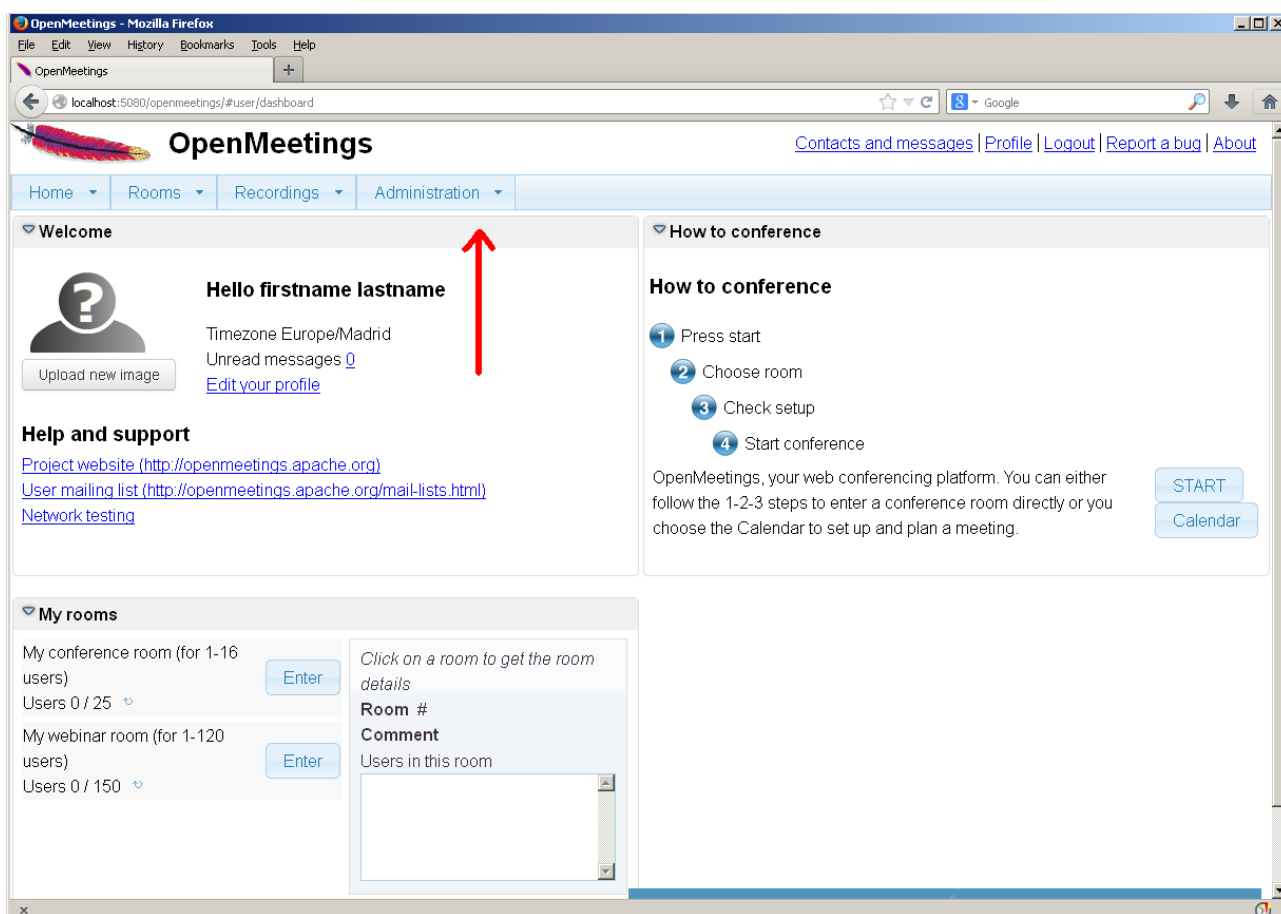 OpenMeetings - Mozilla Firefox
File Edit View History Bookmarks Tools Help
OpenMeetings +
localhost:5080/openmeetings/#user/dashboard
8 Google
OpenMeetings
Contacts and messages | Profile | Logout | Report a bug | About
Home Rooms Recordings Administration
Welcome
Hello firstname lastname
Timezone Europe/Madrid
Unread messages 0
Upload new image
Edit your profile
Help and support
Project website (http://openmeetings.apache.org)
User mailing list (http://openmeetings.apache.org/mail-lists.html)
Network testing
How to conference
How to conference
1 Press start
2 Choose room
3 Check setup
4 Start conference
OpenMeetings, your web conferencing platform. You can either
follow the 1-2-3 steps to enter a conference room directly or you
choose the Calendar to set up and plan a meeting.
START
Calendar
My rooms
My conference room (for 1-16
users)
Users 0 / 25
Enter
My webinar room (for 1-120
users)
Users 0 / 150
Enter
Click on a room to get the room
details
Room #
Comment
Users in this room